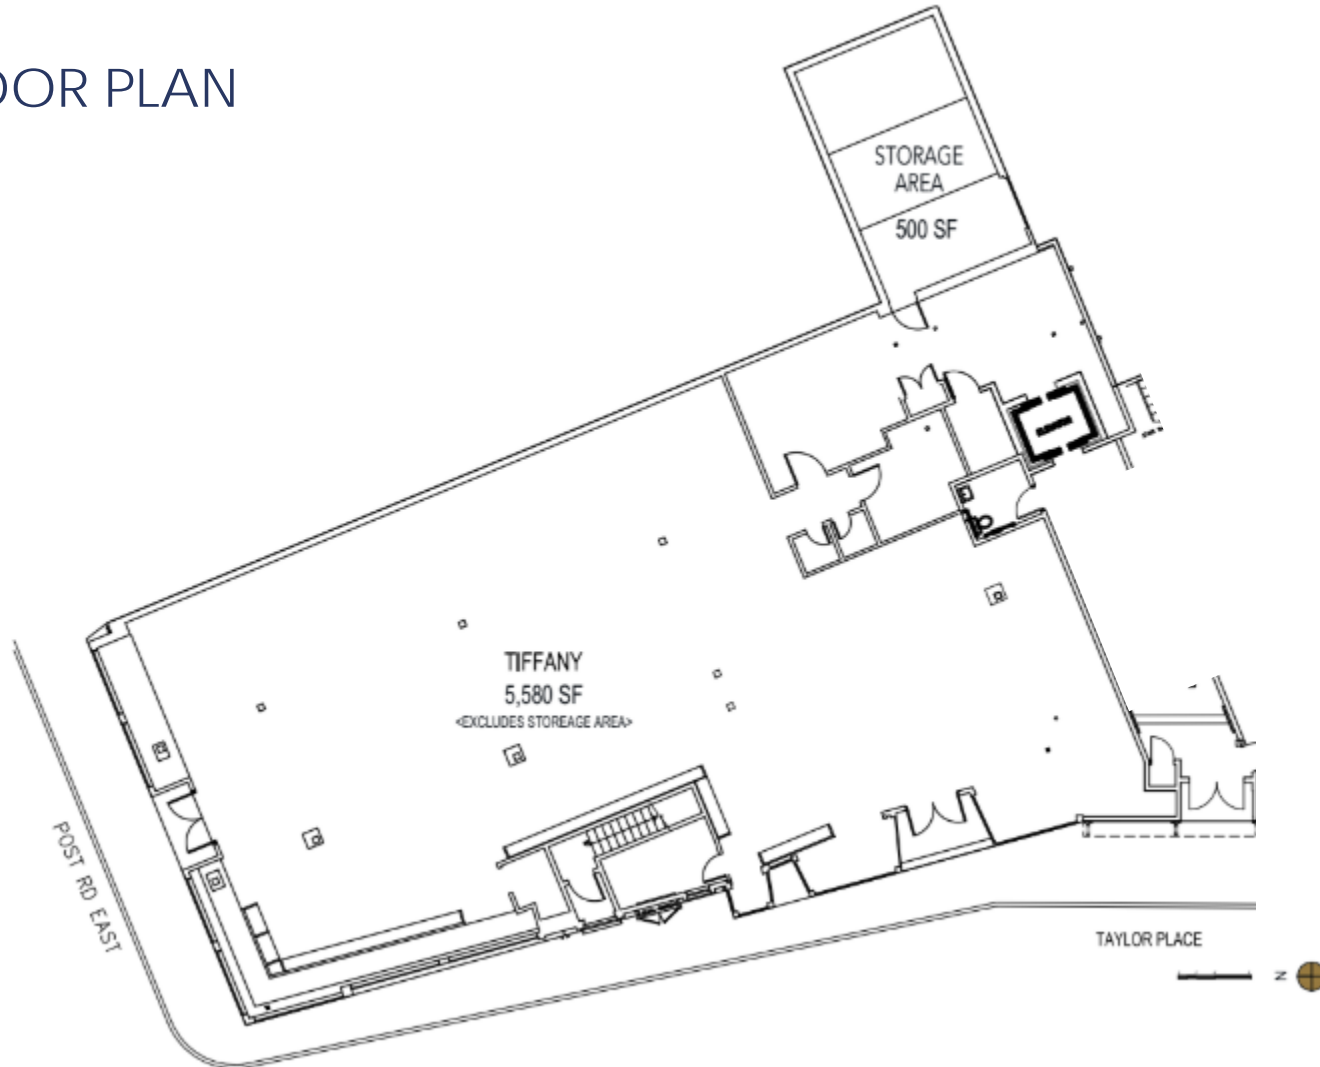 OOR PLAN
STORAGE
AREA
500 SF
TIFFANY
5,580 SF
<EXCLUDES STOREAGE AREA>
POST RD EAST
TAYLOR PLACE
N